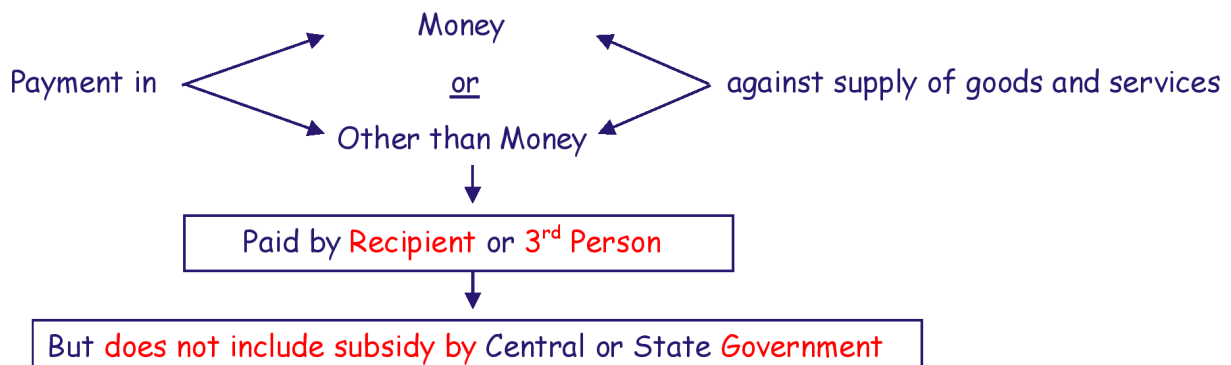 Money
Payment in or against supply of goods and services
Other than Money
Paid by Recipient or 3rd Person
But does not include subsidy by Central or State Government